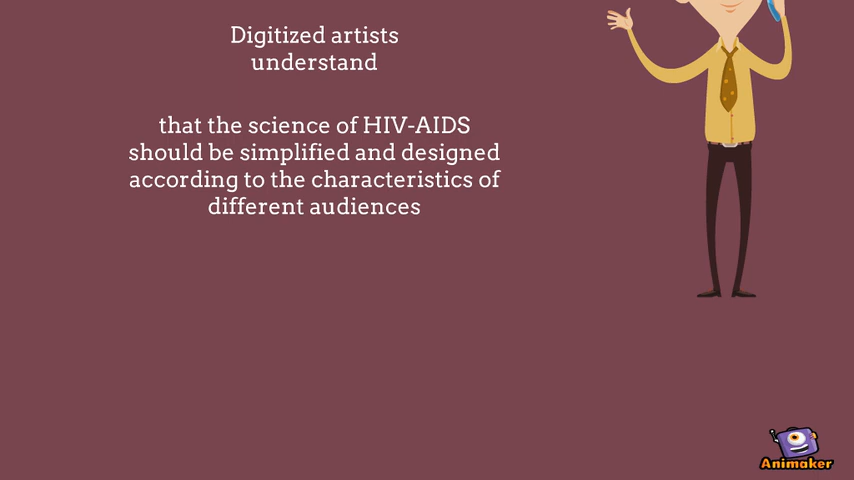 Digitized artists
understand
that the science of HIV-AIDS
should be simplified and designed
according to the characteristics of
different audiences
Animaker